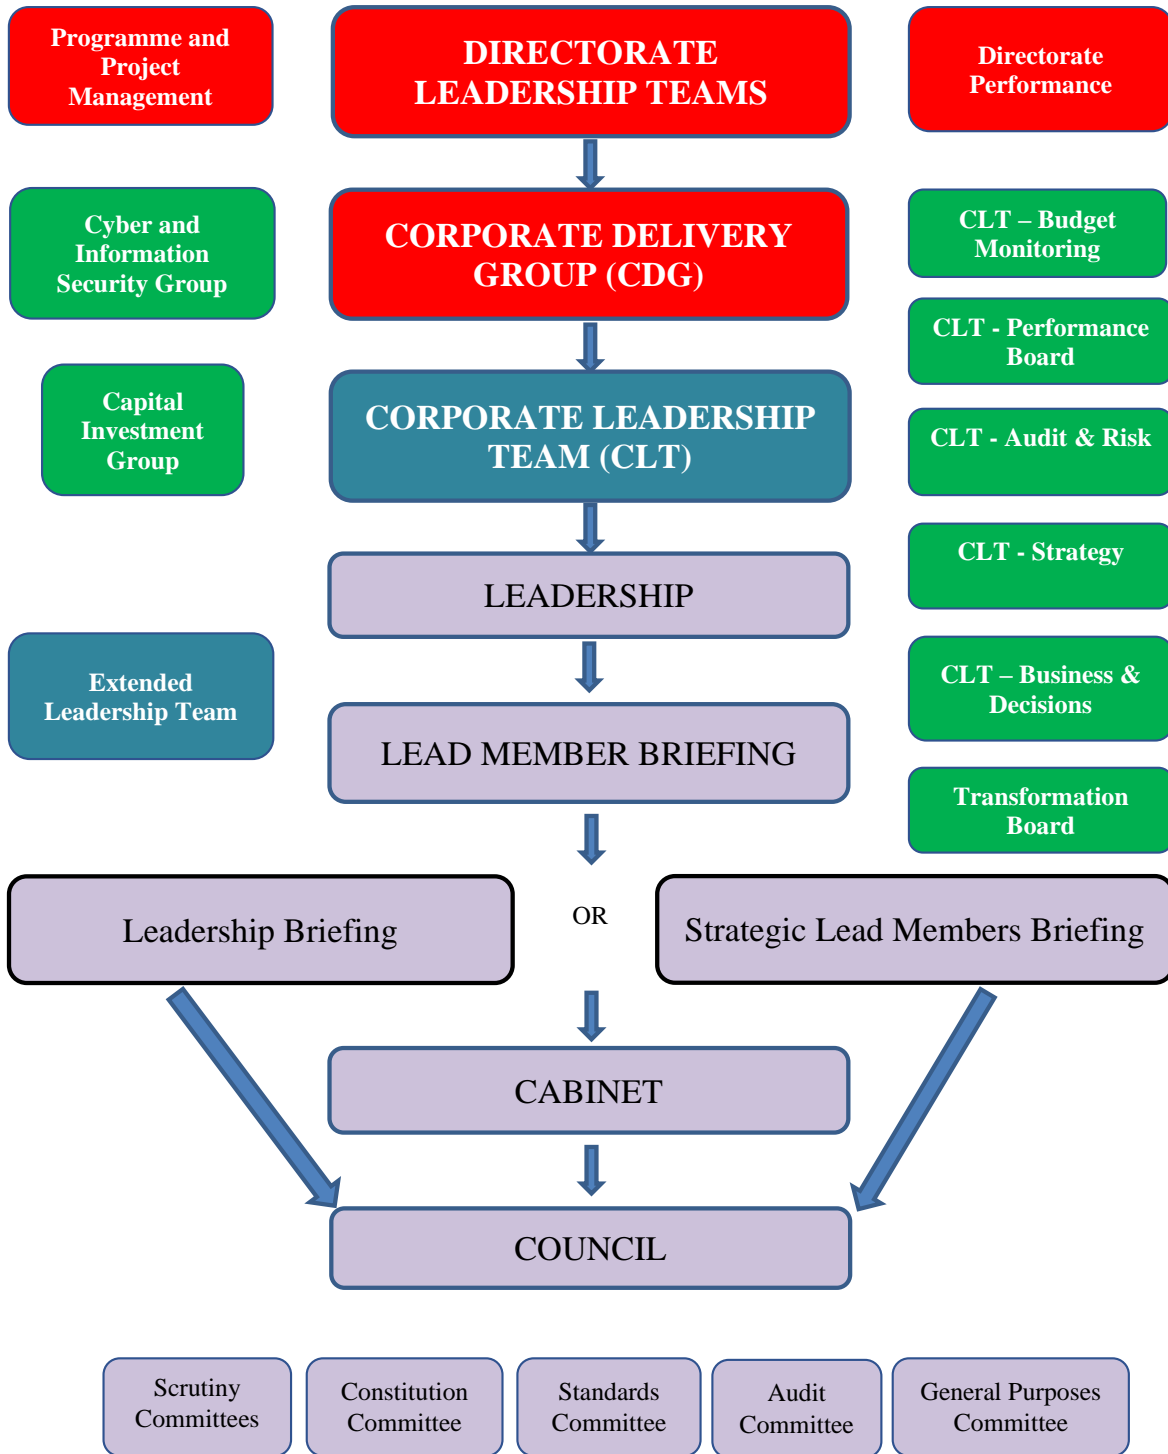 Programme and
Project
Management
DIRECTORATE
LEADERSHIP TEAMS
Directorate
Performance
Cyber and
Information
Security Group
CORPORATE DELIVERY
GROUP (CDG)
CLT – Budget
Monitoring
CLT - Performance
Board
Capital
Investment
Group
CORPORATE LEADERSHIP
TEAM (CLT)
CLT - Audit & Risk
CLT - Strategy
LEADERSHIP
Extended
Leadership Team
LEAD MEMBER BRIEFING
CLT – Business &
Decisions
Transformation
Board
Leadership Briefing
OR
Strategic Lead Members Briefing
CABINET
COUNCIL
Scrutiny
Committees
Constitution
Committee
Standards
Committee
Audit
Committee
General Purposes
Committee